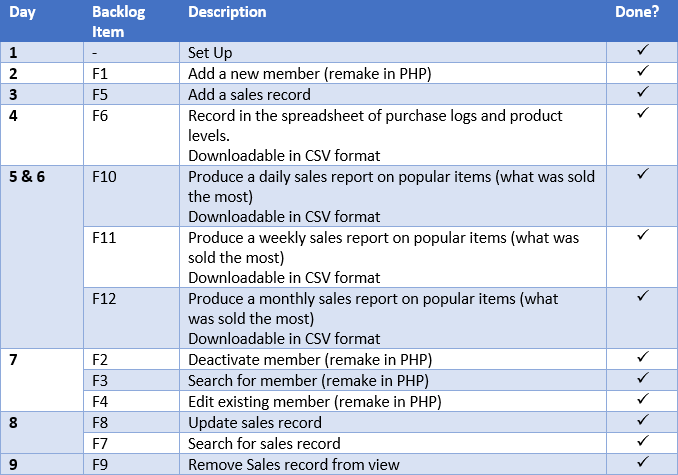 Day Backlog Item Description Done?
1 - Set Up ✓
2 F1 Add a new member (remake in PHP) ✓
3 F5 Add a sales record ✓
4 F6 Record in the spreadsheet of purchase logs and product ✓
levels.
Downloadable in CSV format
5 & 6 F10 Produce a daily sales report on popular items (what was sold ✓
the most)
Downloadable in CSV format
F11 Produce a weekly sales report on popular items (what was ✓
sold the most)
Downloadable in CSV format
F12 Produce a monthly sales report on popular items (what ✓
was sold the most)
Downloadable in CSV format
7 F2 Deactivate member (remake in PHP) ✓
F3 Search for member (remake in PHP) ✓
F4 Edit existing member (remake in PHP) ✓
8 F8 Update sales record ✓
F7 Search for sales record ✓
9 F9 Remove Sales record from view ✓